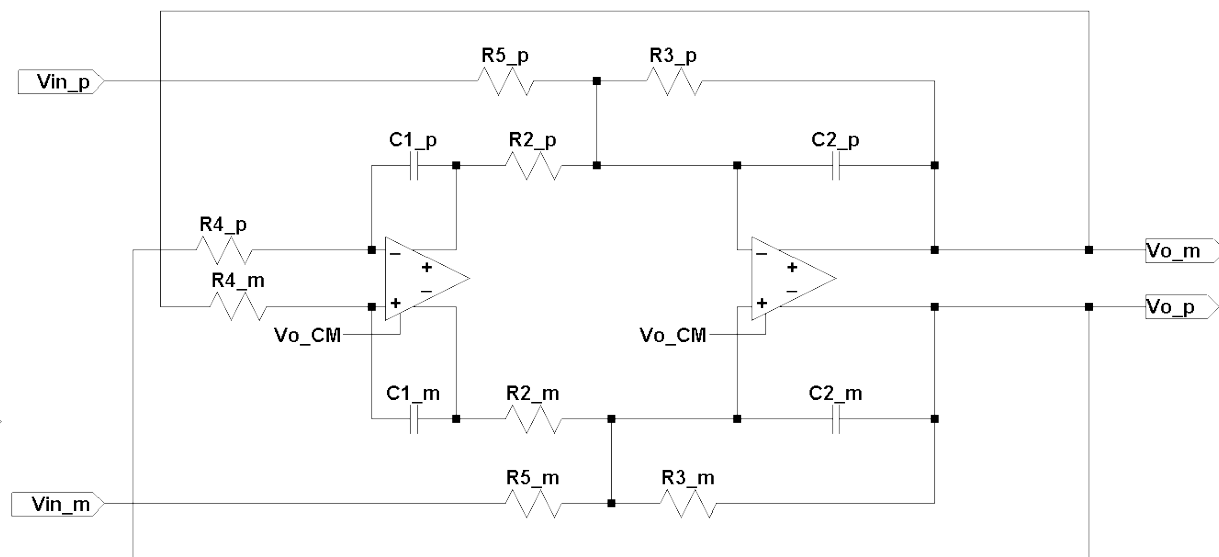 R5_p R3_p
Vin_p
C1_p R2_p C2_p
R4_p
Vo_m
R4_m
Vo_p
Vo_CM Vo_CM
C1_m R2_m C2_m
R5_m R3_m
Vin_m